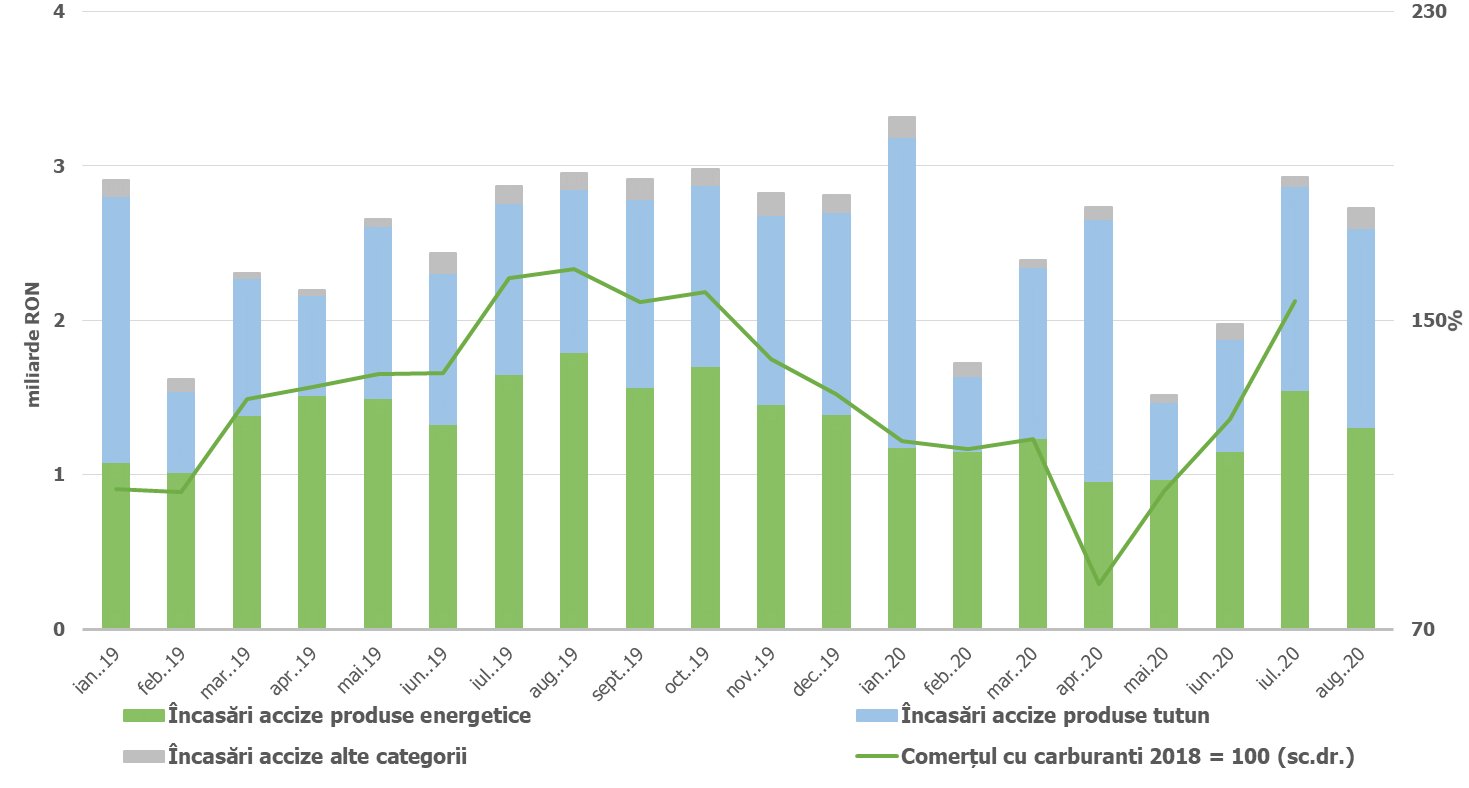 4
3
2
1
0
miliarde RON
230
150
70
%
ian..19
feb..19
mar..19
apr..19
mai.19
iun..19
iul..19
aug..19
sept..19
oct..19
nov..19
dec..19
ian..20
feb..20
mar..20
apr..20
mai.20
iun..20
iul..20
aug..20
Încasări accize produse energetice
Încasări accize produse tutun
Încasări accize alte categorii
Comerțul cu carburanti 2018 = 100 (sc.dr.)